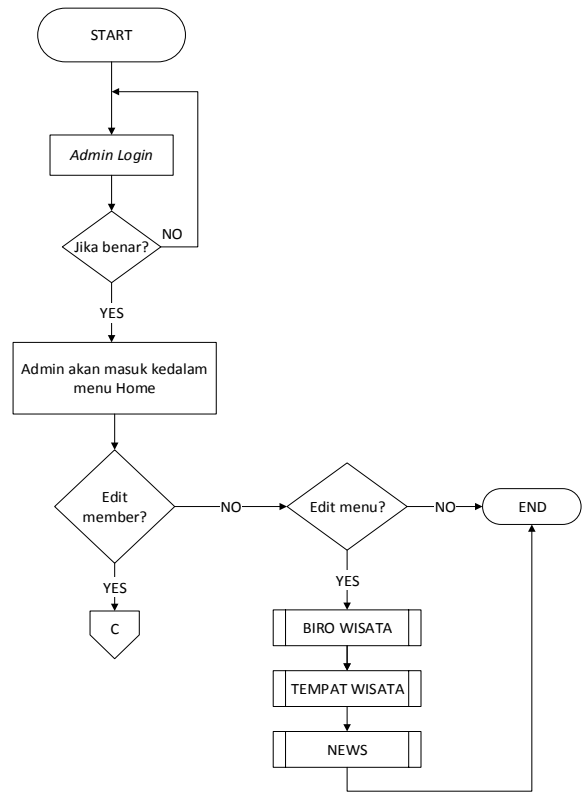 START
Admin Login
Jika benar?
NO
YES
Admin akan masuk kedalam
menu Home
Edit
member?
NO
Edit menu?
NO
END
YES
C
YES
BIRO WISATA
TEMPAT WISATA
NEWS